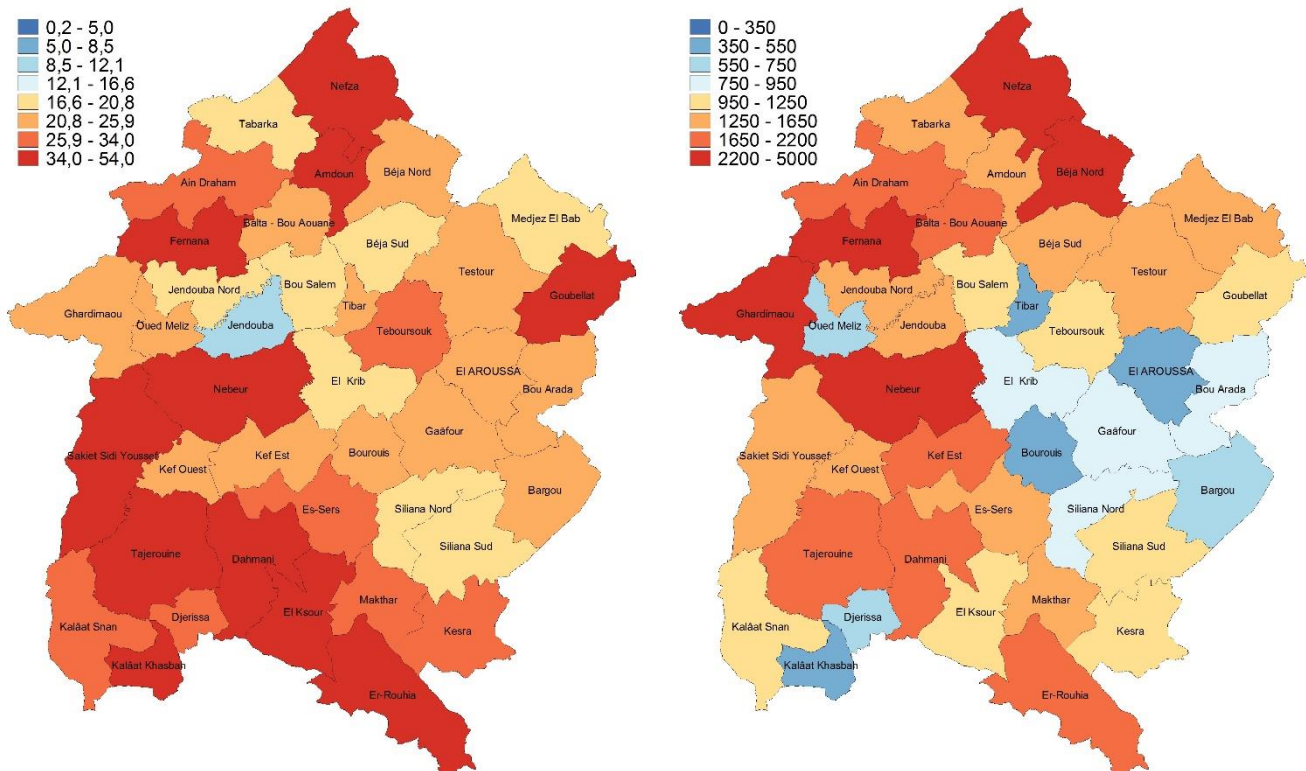 0,2 - 5,0
5,0 - 8,5
8,5 - 12,1
12,1 - 16,6
16,6 - 20,8
20,8 - 25,9
25,9 - 34,0
34,0 - 54,0
Nefza
Tabarka
Amdoun
Béja Nord
Ain Draham
Balta - Bou Aouane
Medjez El Bab
Fernana
Béja Sud
Testour
Jendouba Nord
Bou Salem
Goubellat
Ghardimaou
Oued Meliz
Jendouba
Tibar
Teboursouk
Nebeur
El Krib
El AROUSSA
Bou Arada
Sakiet Sidi Youssef
Kef Ouest
Kef Est
Bourouis
Gaâfour
Bargou
Es-Sers
Siliana Nord
Siliana Sud
Tajerouine
Dahmani
El Ksour
Makthar
Kesra
Kalâat Snan
Djerissa
Kalâat Khasbah
Er-Rouhia
0 - 350
350 - 550
550 - 750
750 - 950
950 - 1250
1250 - 1650
1650 - 2200
2200 - 5000
Nefza
Tabarka
Amdoun
Béja Nord
Ain Draham
Balta - Bou Aouane
Medjez El Bab
Fernana
Béja Sud
Testour
Jendouba Nord
Bou Salem
Goubellat
Ghardimaou
Oued Meliz
Jendouba
Tibar
Teboursouk
Nebeur
El Krib
El AROUSSA
Bou Arada
Sakiet Sidi Youssef
Kef Ouest
Kef Est
Bourouis
Gaâfour
Bargou
Es-Sers
Siliana Nord
Siliana Sud
Tajerouine
Dahmani
El Ksour
Makthar
Kesra
Kalâat Snan
Djerissa
Kalâat Khasbah
Er-Rouhia